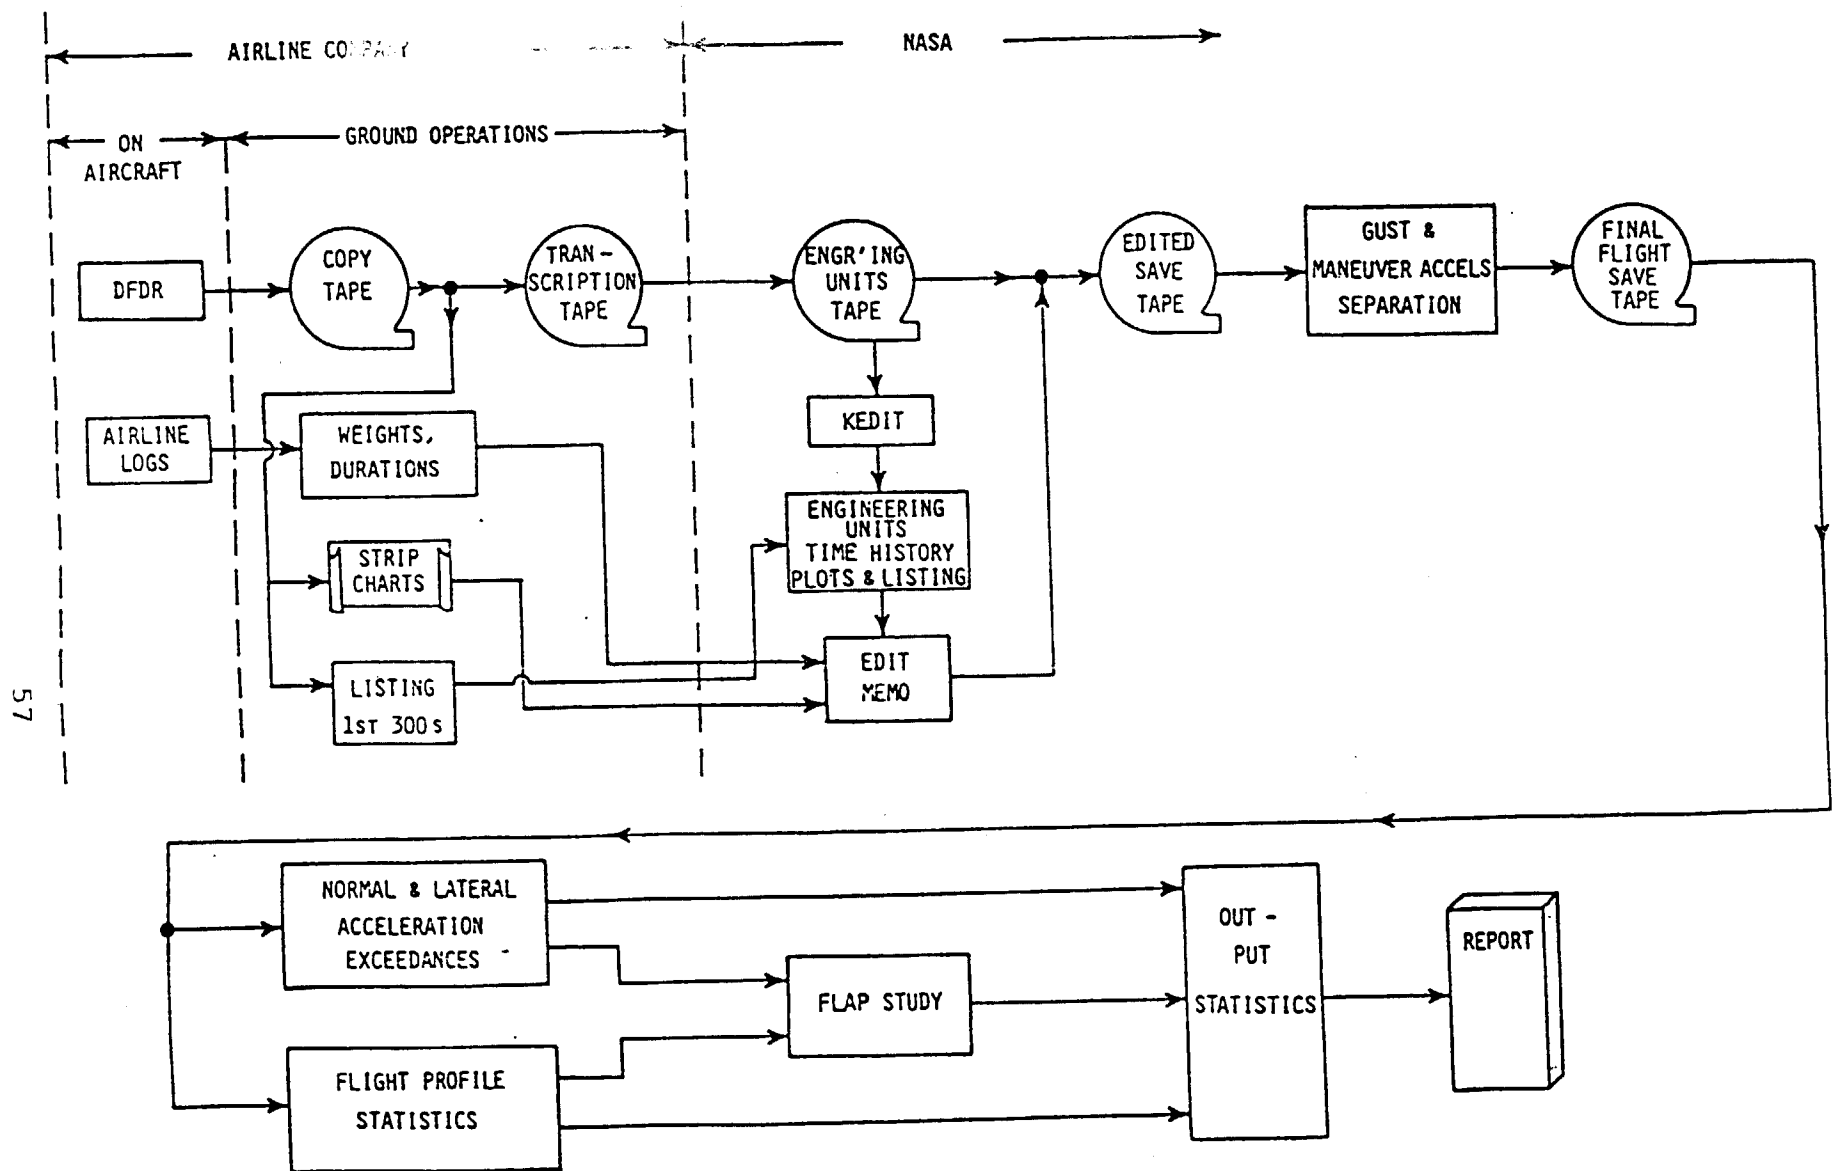 AIRLINE COMPANY
NASA
ON
AIRCRAFT
GROUND OPERATIONS
DFDR
COPY
TAPE
TRAN-
SCRIPTION
TAPE
ENGR'ING
UNITS
TAPE
EDITED
SAVE
TAPE
GUST &
MANEUVER ACCELS
SEPARATION
FINAL
FLIGHT
SAVE
TAPE
AIRLINE
LOGS
WEIGHTS,
DURATIONS
KEDIT
STRIP
CHARTS
ENGINEERING
UNITS
TIME HISTORY
PLOTS & LISTING
LISTING
1ST 300 S
EDIT
MEMO
57
NORMAL & LATERAL
ACCELERATION
EXCEEDANCES
FLAP STUDY
FLIGHT PROFILE
STATISTICS
OUT-
PUT
STATISTICS
REPORT